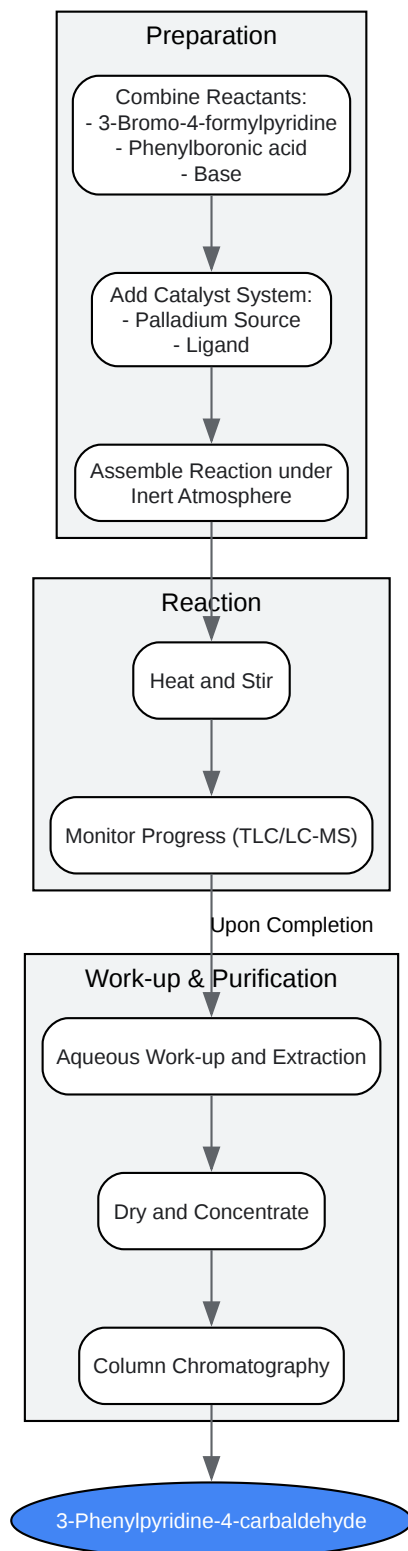 Preparation
Combine Reactants:
- 3-Bromo-4-formylpyridine
- Phenylboronic acid
- Base
Add Catalyst System:
- Palladium Source
- Ligand
Assemble Reaction under
Inert Atmosphere
Reaction
Heat and Stir
Monitor Progress (TLC/LC-MS)
Upon Completion
Work-up & Purification
Aqueous Work-up and Extraction
Dry and Concentrate
Column Chromatography
3-Phenylpyridine-4-carbaldehyde